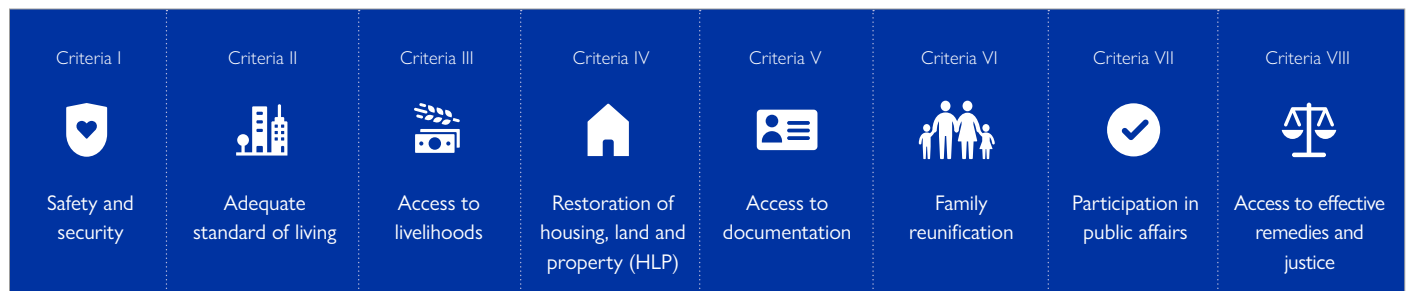 Criteria I
Safety and
security
Criteria II
Adequate
standard of living
Criteria III
Access to
livelihoods
Criteria IV
Restoration of
housing, land and
property (HLP)
Criteria V
Access to
documentation
Criteria VI
Family
reunification
Criteria VII
Participation in
public affairs
Criteria VIII
Access to effective
remedies and
justice